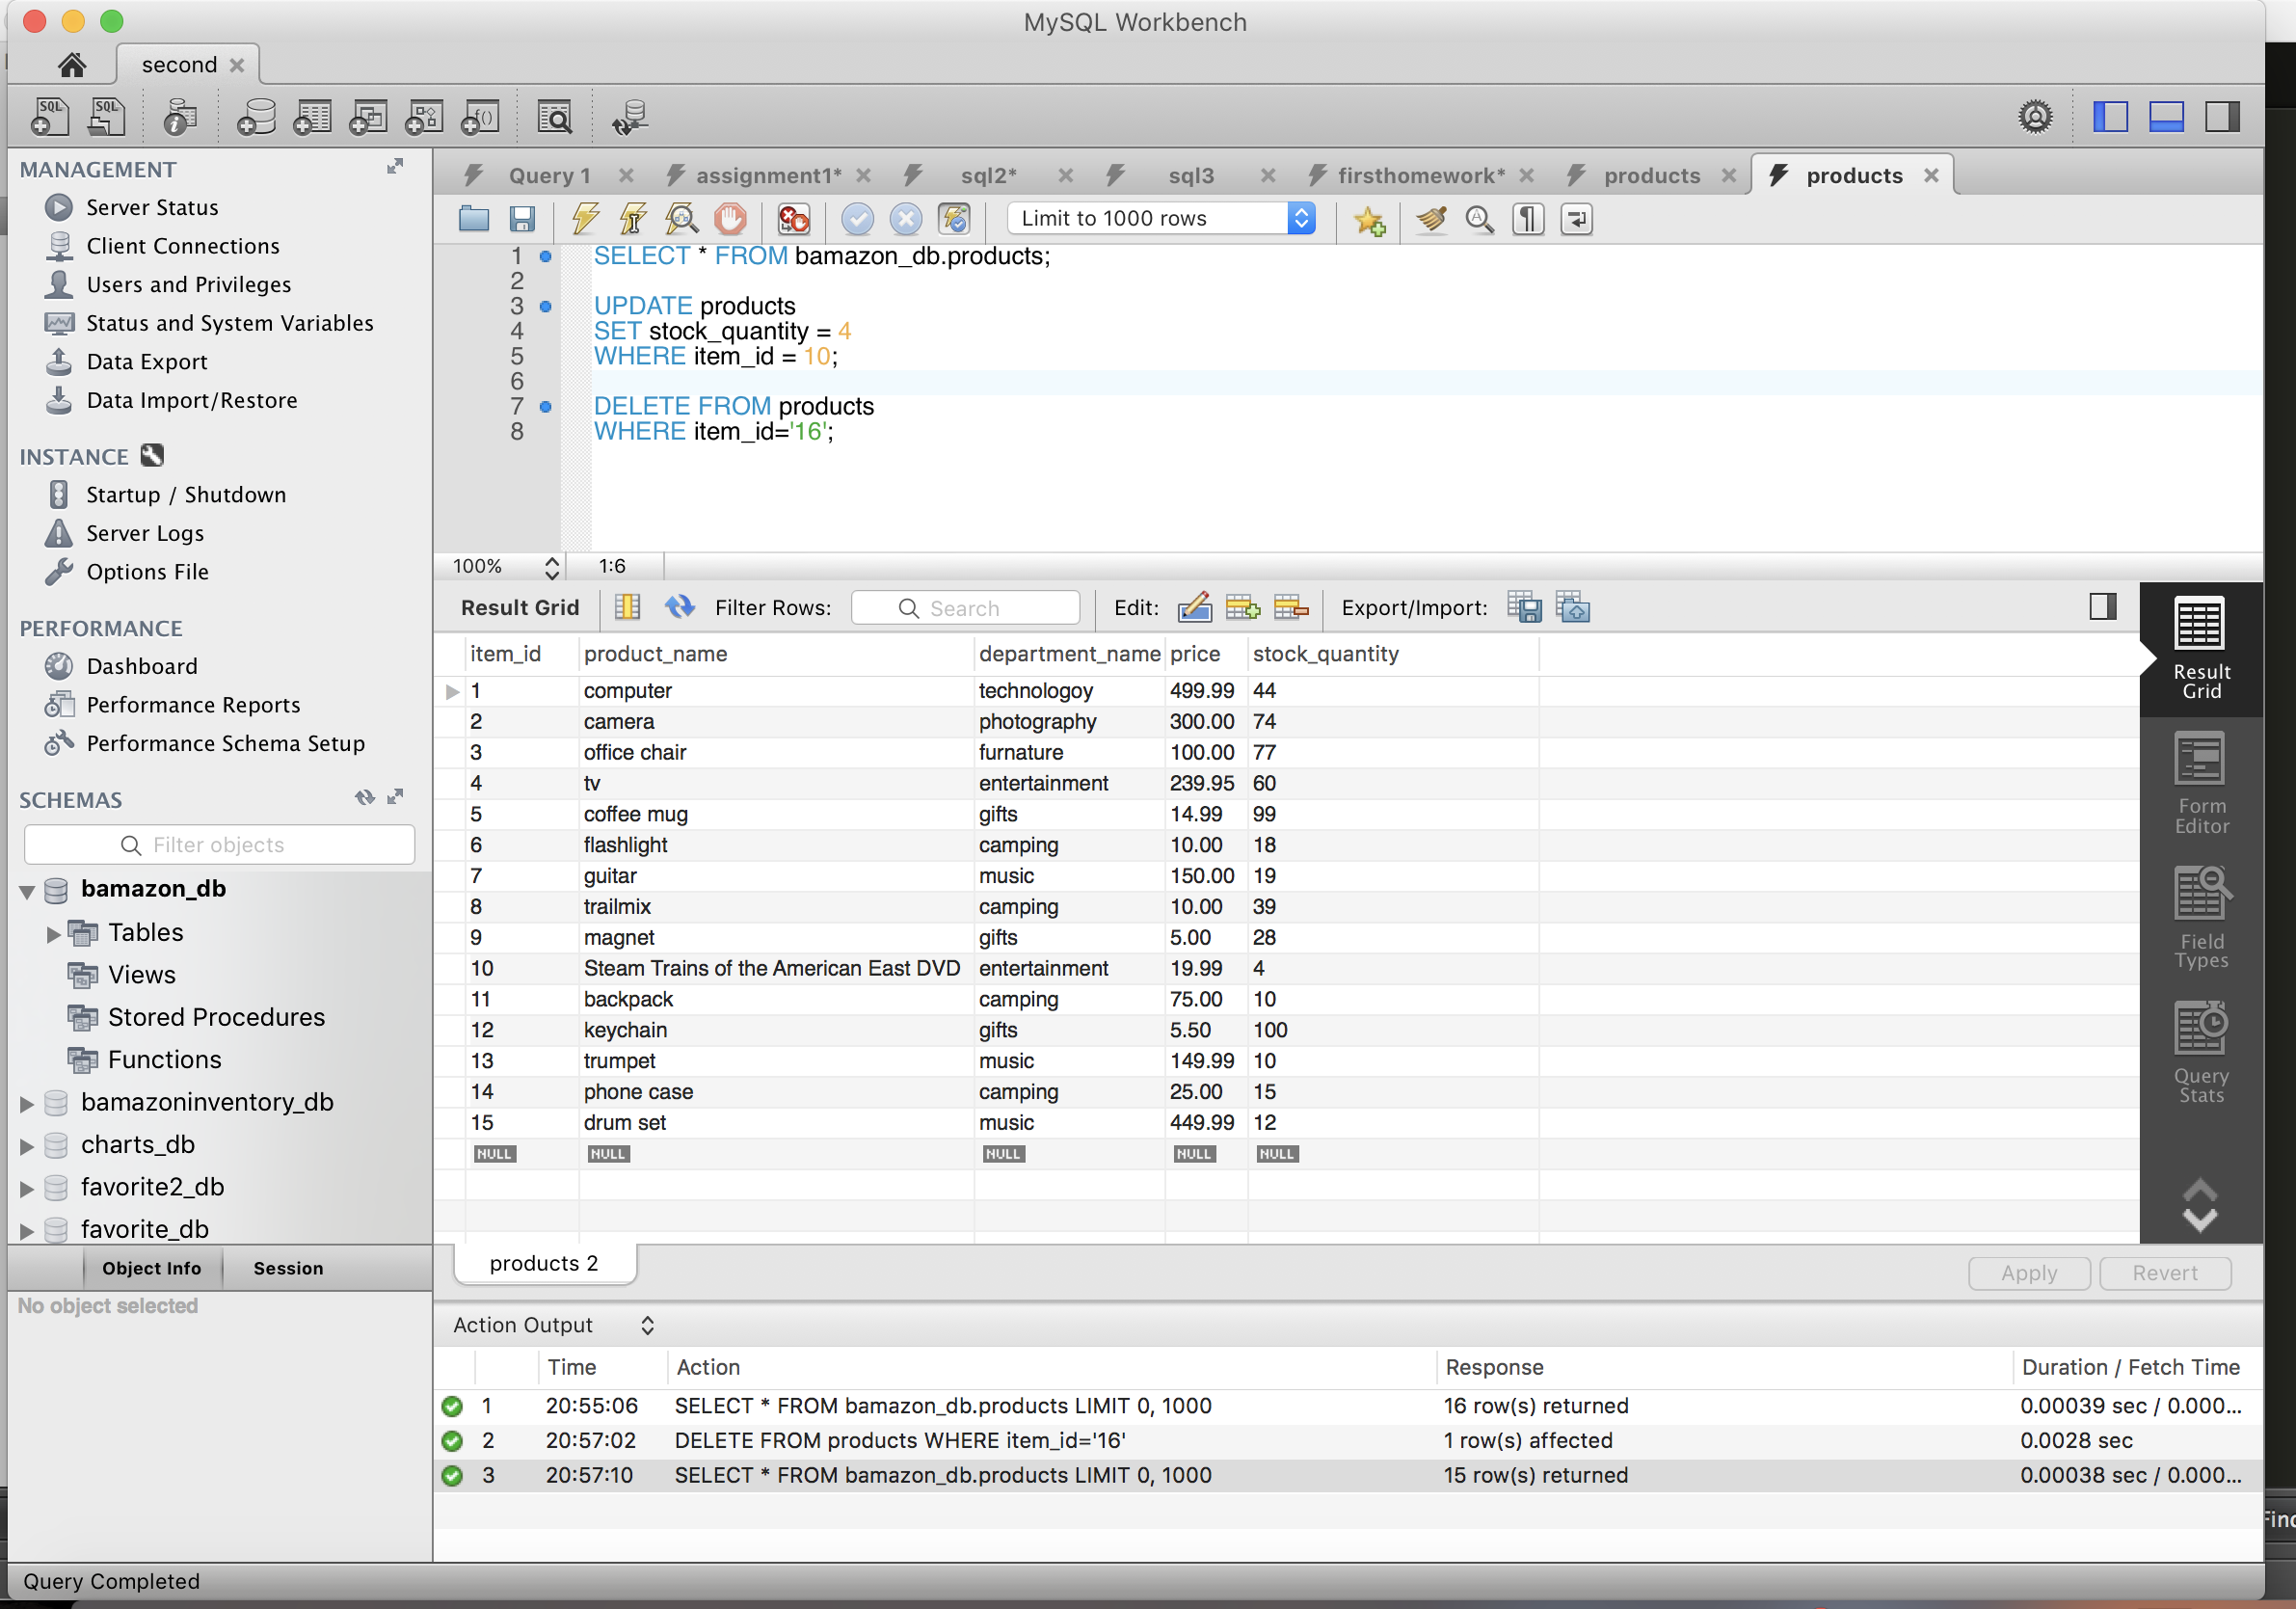 MySQL Workbench
second
MANAGEMENT
Server Status
Client Connections
Users and Privileges
Status and System Variables
Data Export
Data Import/Restore
INSTANCE
Startup / Shutdown
Server Logs
Options File
PERFORMANCE
Dashboard
Performance Reports
Performance Schema Setup
SCHEMAS
Filter objects
bamazon_db
Tables
Views
Stored Procedures
Functions
bamazoninventory_db
charts_db
favorite2_db
favorite_db
Object Info Session
No object selected
Query 1 assignment1* sql2* sql3 firsthomework* products products
Limit to 1000 rows
1 SELECT * FROM bamazon_db.products;
2
3 UPDATE products
4 SET stock_quantity = 4
5 WHERE item_id = 10;
6
7 DELETE FROM products
8 WHERE item_id='16';
100% 1:6
Result Grid Filter Rows: Search Edit: Export/Import:
item_id product_name department_name price stock_quantity
1 computer technologoy 499.99 44
2 camera photography 300.00 74
3 office chair furnature 100.00 77
4 tv entertainment 239.95 60
5 coffee mug gifts 14.99 99
6 flashlight camping 10.00 18
7 guitar music 150.00 19
8 trailmix camping 10.00 39
9 magnet gifts 5.00 28
10 Steam Trains of the American East DVD entertainment 19.99 4
11 backpack camping 75.00 10
12 keychain gifts 5.50 100
13 trumpet music 149.99 10
14 phone case camping 25.00 15
15 drum set music 449.99 12
NULL NULL NULL NULL NULL
Result
Grid
Form
Editor
Field
Types
Query
Stats
products 2
Apply Revert
Action Output
Time Action Response Duration / Fetch Time
1 20:55:06 SELECT * FROM bamazon_db.products LIMIT 0, 1000 16 row(s) returned 0.00039 sec / 0.000...
2 20:57:02 DELETE FROM products WHERE item_id='16' 1 row(s) affected 0.0028 sec
3 20:57:10 SELECT * FROM bamazon_db.products LIMIT 0, 1000 15 row(s) returned 0.00038 sec / 0.000...
Query Completed